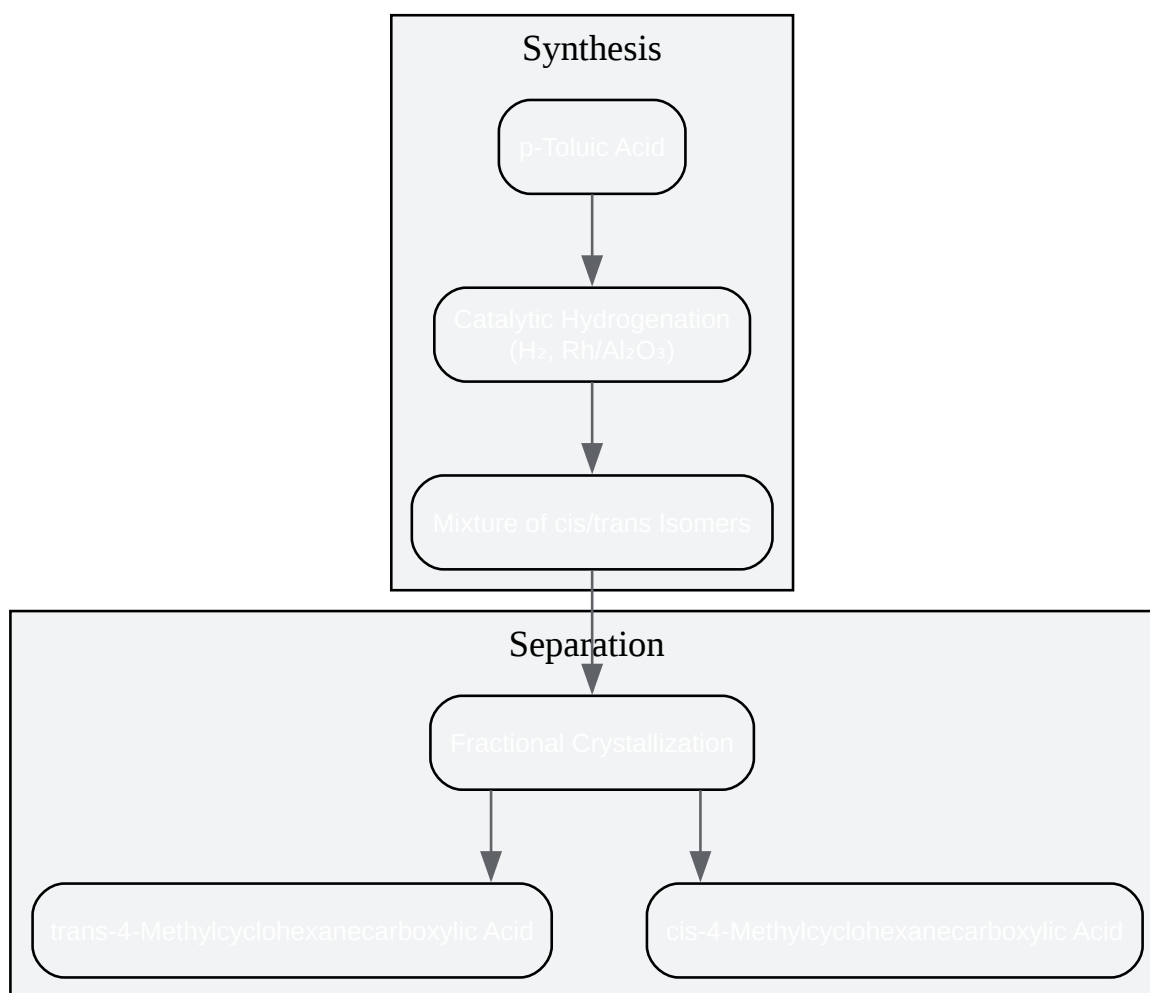 Synthesis
p-Toluic Acid
Catalytic Hydrogenation
(H₂, Rh/Al₂O₃)
Mixture of cis/trans Isomers
Separation
Fractional Crystallization
trans-4-Methylcyclohexanecarboxylic Acid
cis-4-Methylcyclohexanecarboxylic Acid